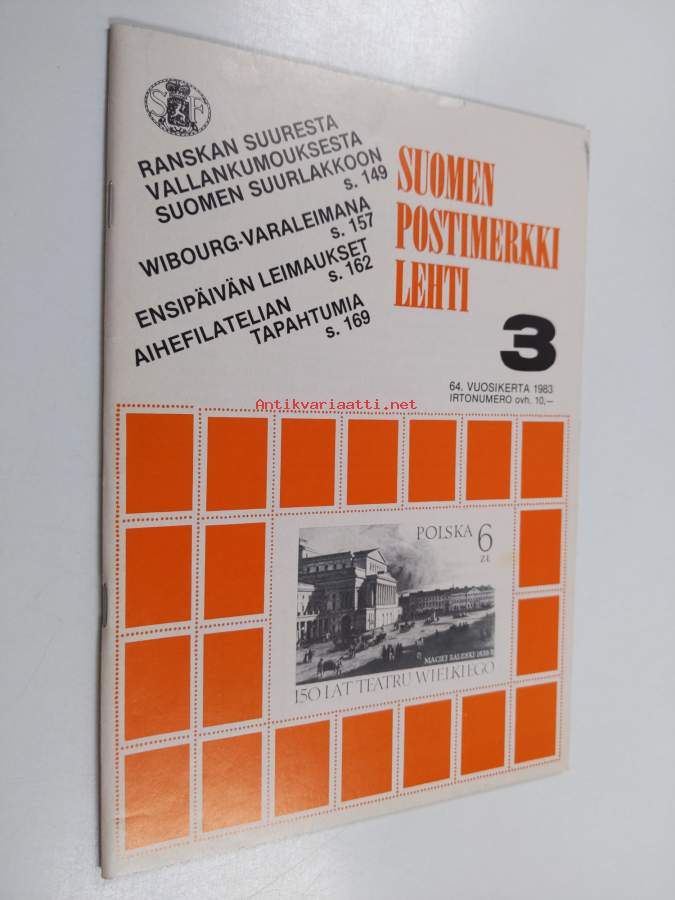 S F
RANSKAN SUURESTA
VALLANKUMOUKSESTA
SUOMEN SUURLAKKOON
s. 149
WIBOURG-VARALEIMANA
s. 157
ENSIPÄIVÄN LEIMAUKSET
s. 162
AIHEFILATELIAN
TAPAHTUMIA
s. 169
SUOMEN
POSTIMERKKI
LEHTI
3
64. VUOSIKERTA 1983
IRTONUMERO ovh. 10,–
Antikvariaatti.net
POLSKA 6
ZŁ
MACIEJ ZALESKI
150 LAT TEATRU WIELKIEGO